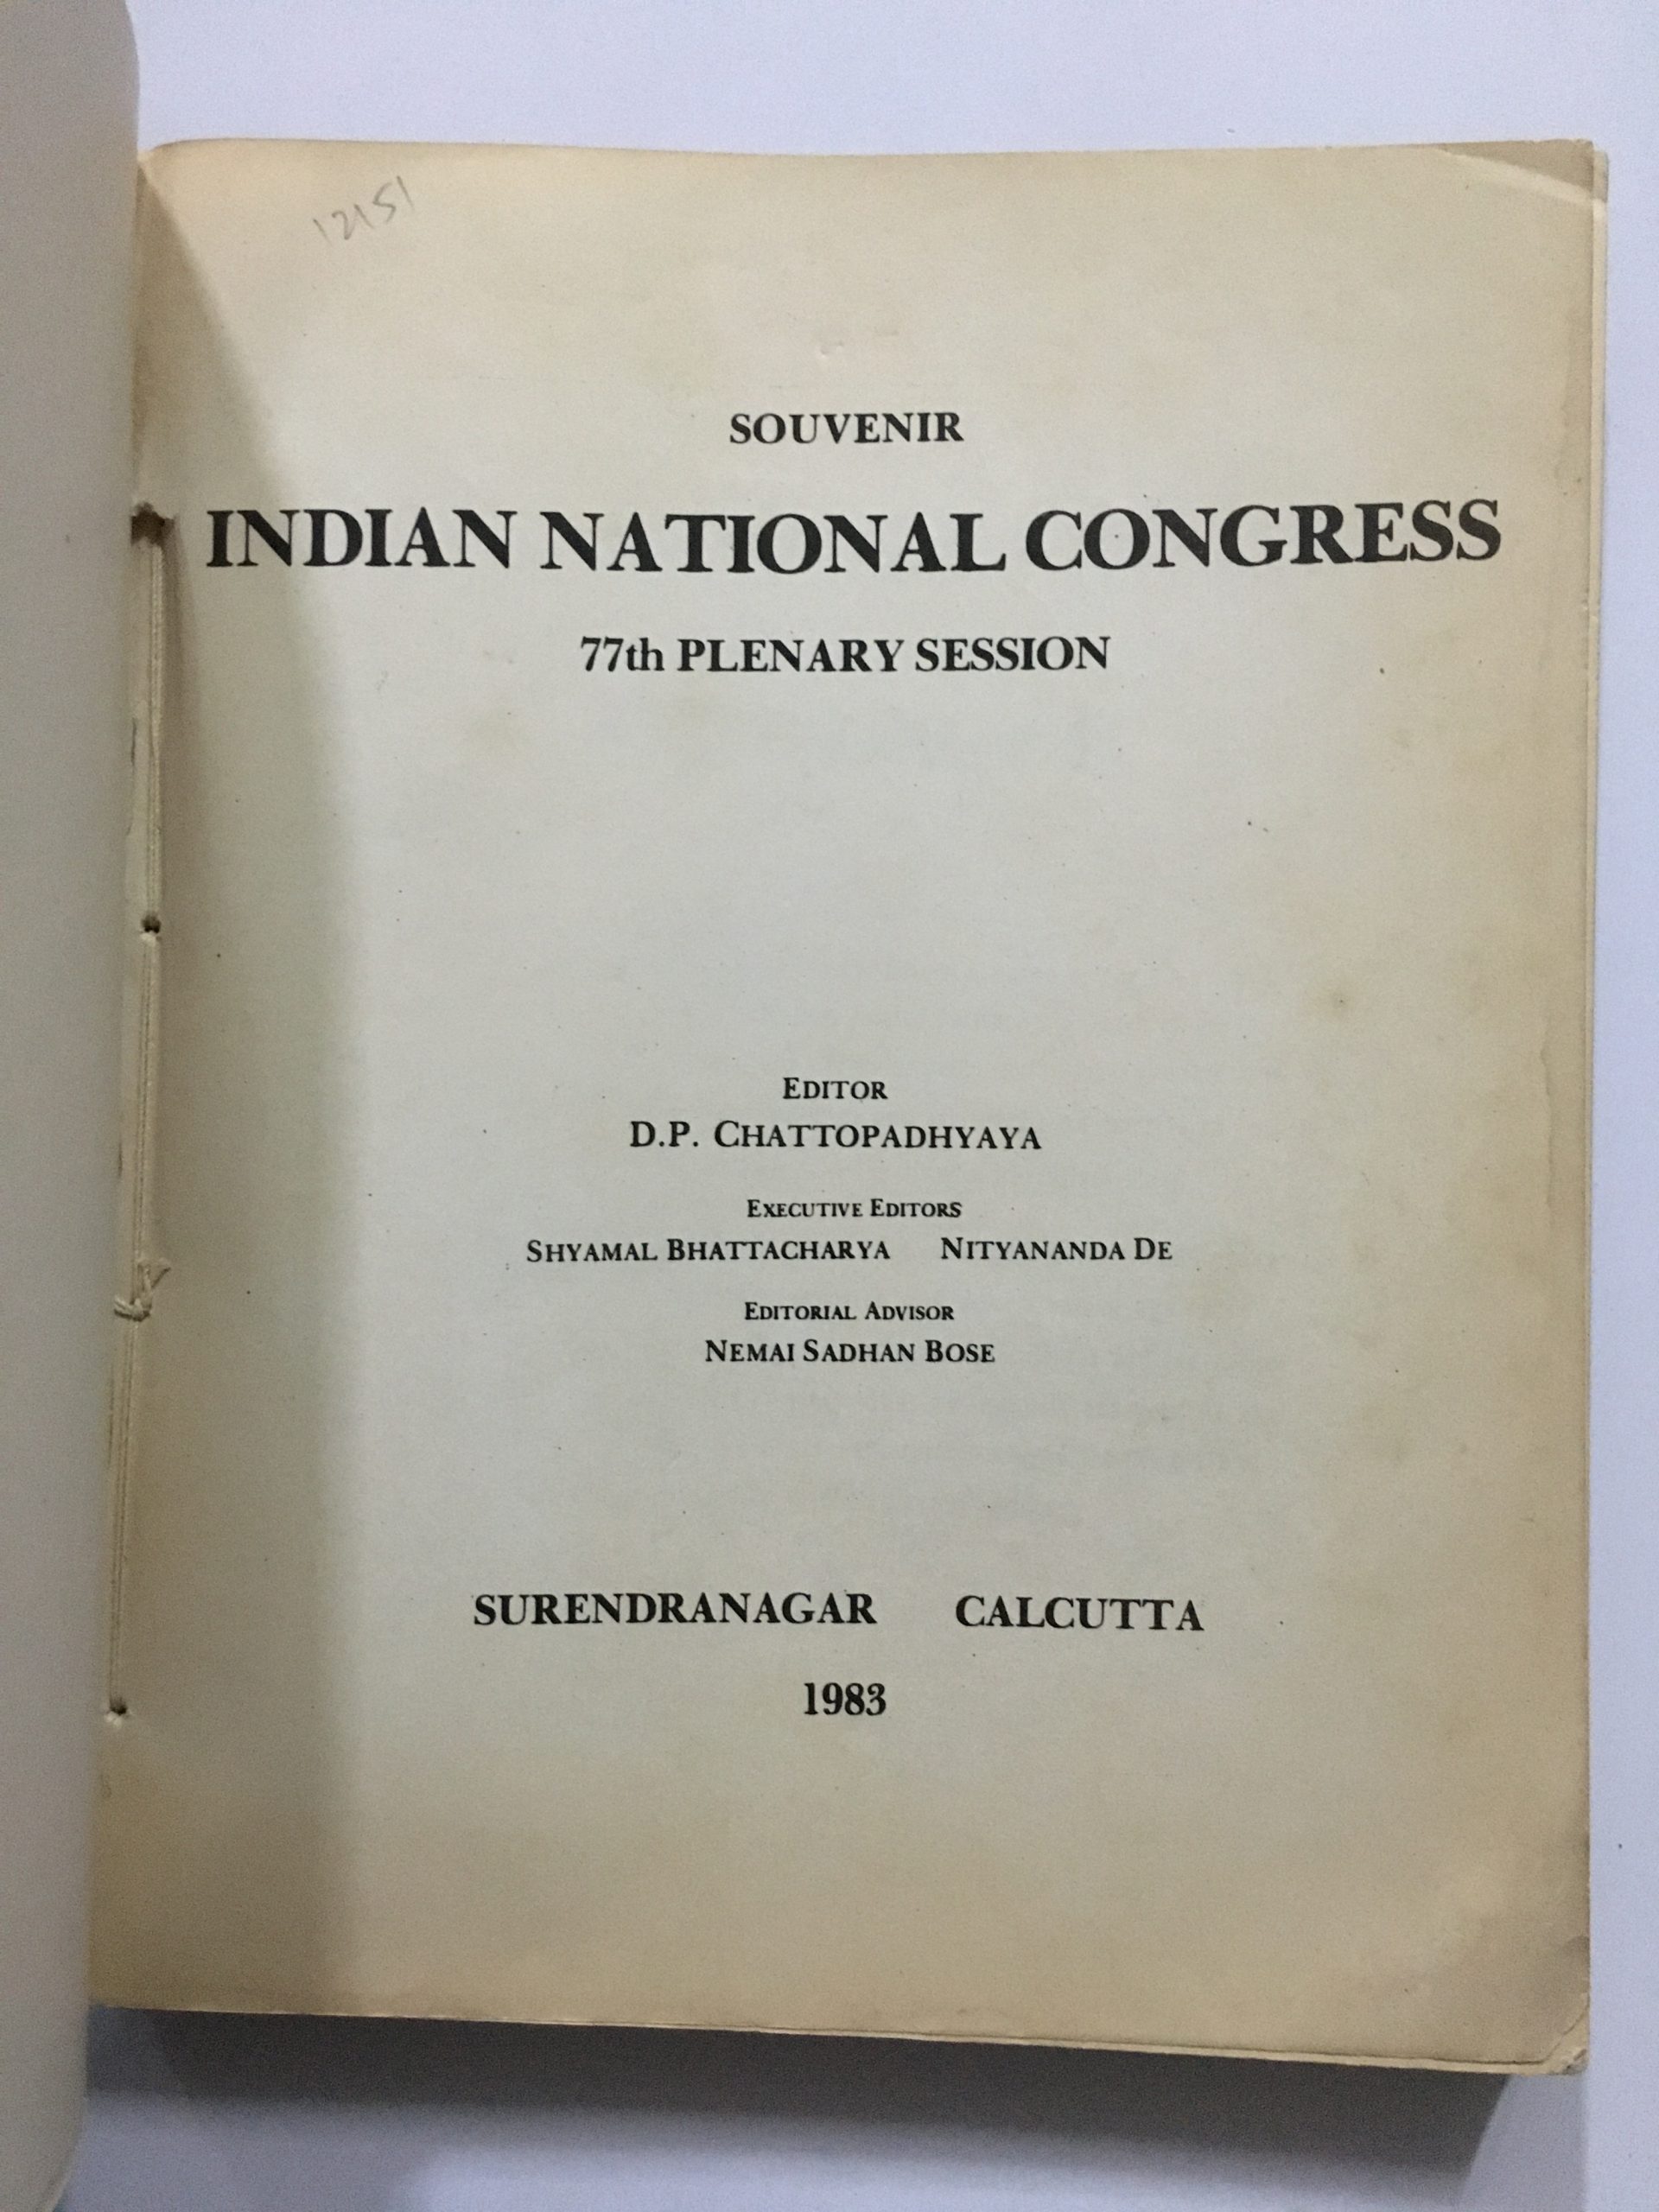 12151
SOUVENIR
INDIAN NATIONAL CONGRESS
77th PLENARY SESSION
EDITOR
D.P. CHATTOPADHYAYA
EXECUTIVE EDITORS
SHYAMAL BHATTACHARYA NITYANANDA DE
EDITORIAL ADVISOR
NEMAI SADHAN BOSE
SURENDRANAGAR CALCUTTA
1983